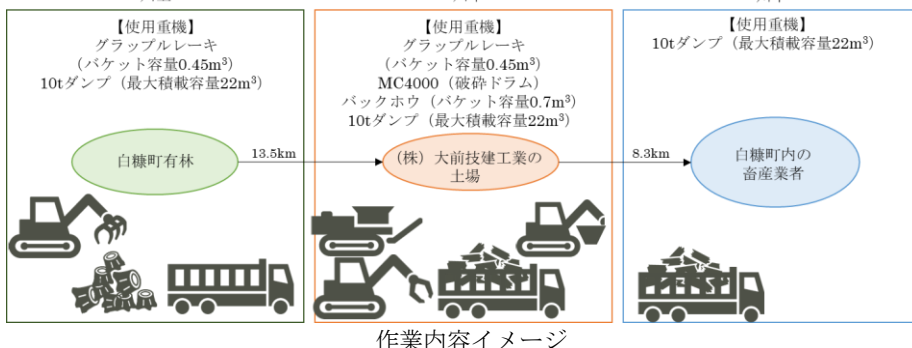 【使用重機】
グラップルレーキ
(バケット容量0.45m³)
10tダンプ（最大積載容量22m³）
白糠町有林
13.5km
【使用重機】
グラップルレーキ
(バケット容量0.45m³)
MC4000（破砕ドラム）
バックホウ（バケット容量0.7m³）
10tダンプ（最大積載容量22m³）
(株) 大前技建工業の
土場
8.3km
【使用重機】
10tダンプ（最大積載容量22m³）
白糠町内の
畜産業者
作業内容イメージ